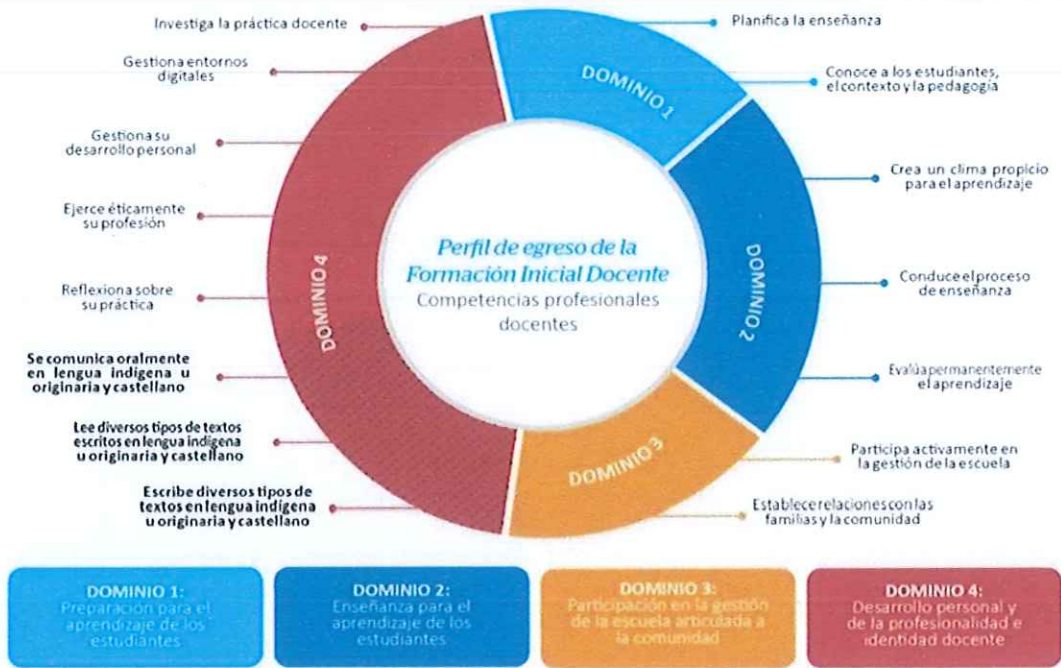 Investiga la práctica docente
Gestiona entornos
digitales
Gestiona su
desarrollo personal
Ejerce éticamente
su profesión
Reflexiona sobre
su práctica
Se comunica oralmente
en lengua indígena u
originaria y castellano
Lee diversos tipos de textos
escritos en lengua indígena
u originaria y castellano
Escribe diversos tipos de
textos en lengua indígena
u originaria y castellano
DOMINIO 4
DOMINIO 1
DOMINIO 2
DOMINIO 3
Perfil de egreso de la
Formación Inicial Docente
Competencias profesionales
docentes
Planifica la enseñanza
Conoce a los estudiantes,
el contexto y la pedagogía
Crea un clima propicio
para el aprendizaje
Conduce el proceso
de enseñanza
Evalúa permanentemente
el aprendizaje
Participa activamente en
la gestión de la escuela
Establece relaciones con las
familias y la comunidad
DOMINIO 1:
Preparación para el
aprendizaje de los
estudiantes
DOMINIO 2:
Enseñanza para el
aprendizaje de los
estudiantes
DOMINIO 3:
Participación en la gestión
de la escuela articulada a
la comunidad
DOMINIO 4:
Desarrollo personal y
de la profesionalidad e
identidad docente